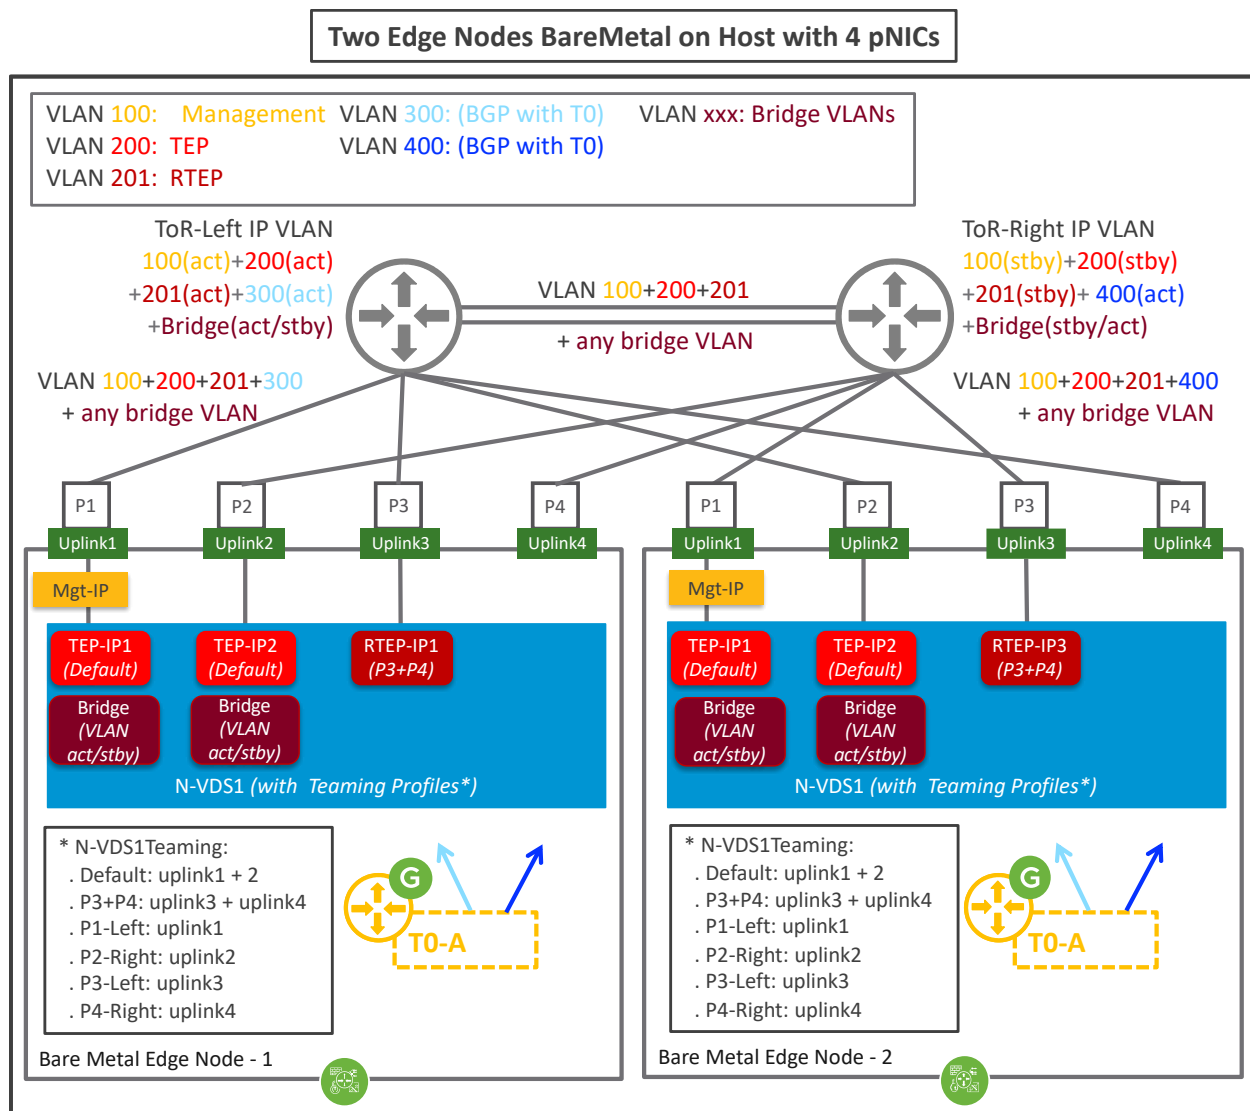 Two Edge Nodes BareMetal on Host with 4 pNICs
VLAN 100: Management
VLAN 200: TEP
VLAN 201: RTEP
VLAN 300: (BGP with T0)
VLAN 400: (BGP with T0)
VLAN xxx: Bridge VLANs
ToR-Left IP VLAN
100(act)+200(act)
+201(act)+300(act)
+Bridge(act/stby)
VLAN 100+200+201
+ any bridge VLAN
ToR-Right IP VLAN
100(stby)+200(stby)
+201(stby)+ 400(act)
+Bridge(stby/act)
VLAN 100+200+201+300
+ any bridge VLAN
VLAN 100+200+201+400
+ any bridge VLAN
P1
P2
P3
P4
P1
P2
P3
P4
Uplink1
Uplink2
Uplink3
Uplink4
Uplink1
Uplink2
Uplink3
Uplink4
Mgt-IP
TEP-IP1
(Default)
TEP-IP2
(Default)
RTEP-IP1
(P3+P4)
Bridge
(VLAN
act/stby)
Bridge
(VLAN
act/stby)
N-VDS1 (with Teaming Profiles*)
* N-VDS1Teaming:
. Default: uplink1 + 2
. P3+P4: uplink3 + uplink4
. P1-Left: uplink1
. P2-Right: uplink2
. P3-Left: uplink3
. P4-Right: uplink4
G
T0-A
Bare Metal Edge Node - 1
Mgt-IP
TEP-IP1
(Default)
TEP-IP2
(Default)
RTEP-IP3
(P3+P4)
Bridge
(VLAN
act/stby)
Bridge
(VLAN
act/stby)
N-VDS1 (with Teaming Profiles*)
* N-VDS1Teaming:
. Default: uplink1 + 2
. P3+P4: uplink3 + uplink4
. P1-Left: uplink1
. P2-Right: uplink2
. P3-Left: uplink3
. P4-Right: uplink4
G
T0-A
Bare Metal Edge Node - 2